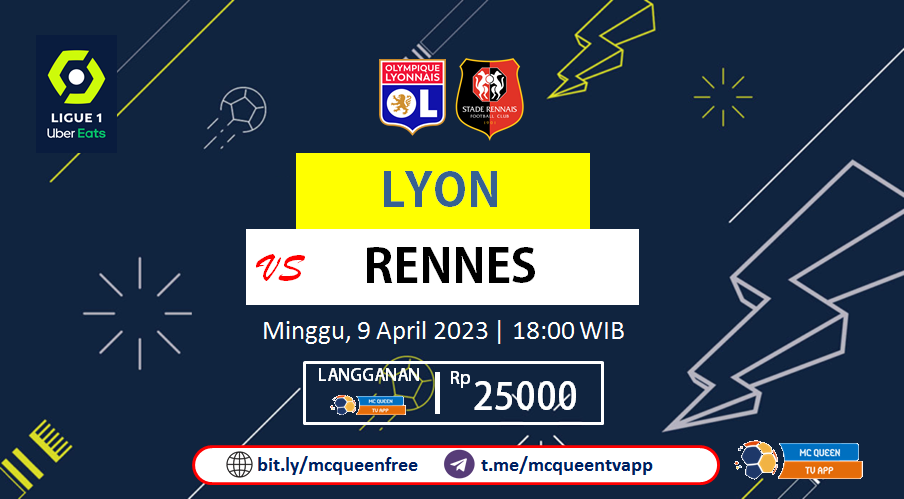 LIGUE 1
Uber Eats
OLYMPIQUE
LYONNAIS
OL
STADE RENNAIS
FOOTBALL CLUB
1901
LYON
VS RENNES
Minggu, 9 April 2023 | 18:00 WIB
LANGGANAN
MC QUEEN
TV APP
Rp 25000
bit.ly/mcqueenfree t.me/mcqueentvapp
MC QUEEN
TV APP